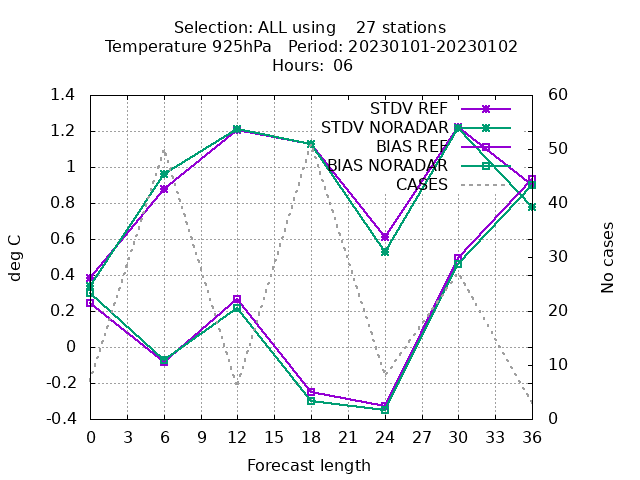 Selection: ALL using    27 stations
Temperature 925hPa   Period: 20230101-20230102
Hours:  06
STDV REF
STDV NORADAR
BIAS REF
BIAS NORADAR
CASES
1.4
1.2
1
0.8
0.6
0.4
0.2
0
-0.2
-0.4
deg C
60
50
40
30
20
10
0
No cases
0 3 6 9 12 15 18 21 24 27 30 33 36
Forecast length